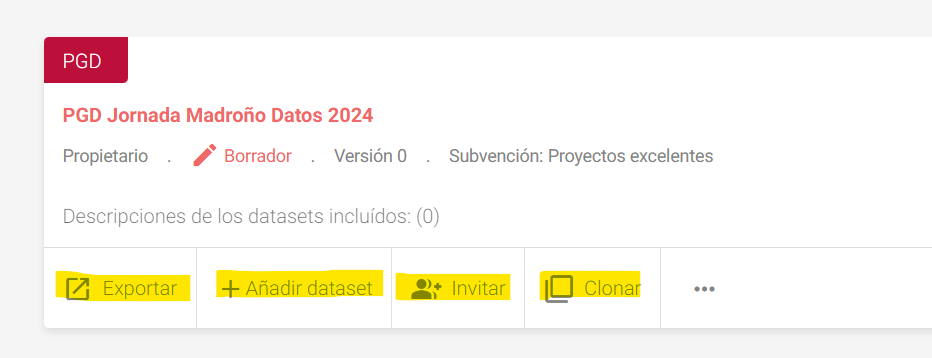 PGD
PGD Jornada Madroño Datos 2024
Propietario . Borrador . Versión 0 . Subvención: Proyectos excelentes
Descripciones de los datasets incluídos: (0)
Exportar Añadir dataset Invitar Clonar